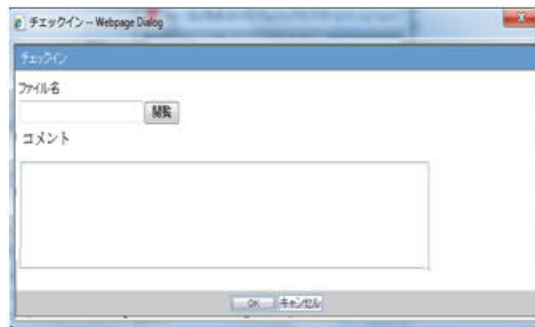 チェックイン -- Webpage Dialog
チェックイン
ファイル名
閲覧
コメント
OK キャンセル